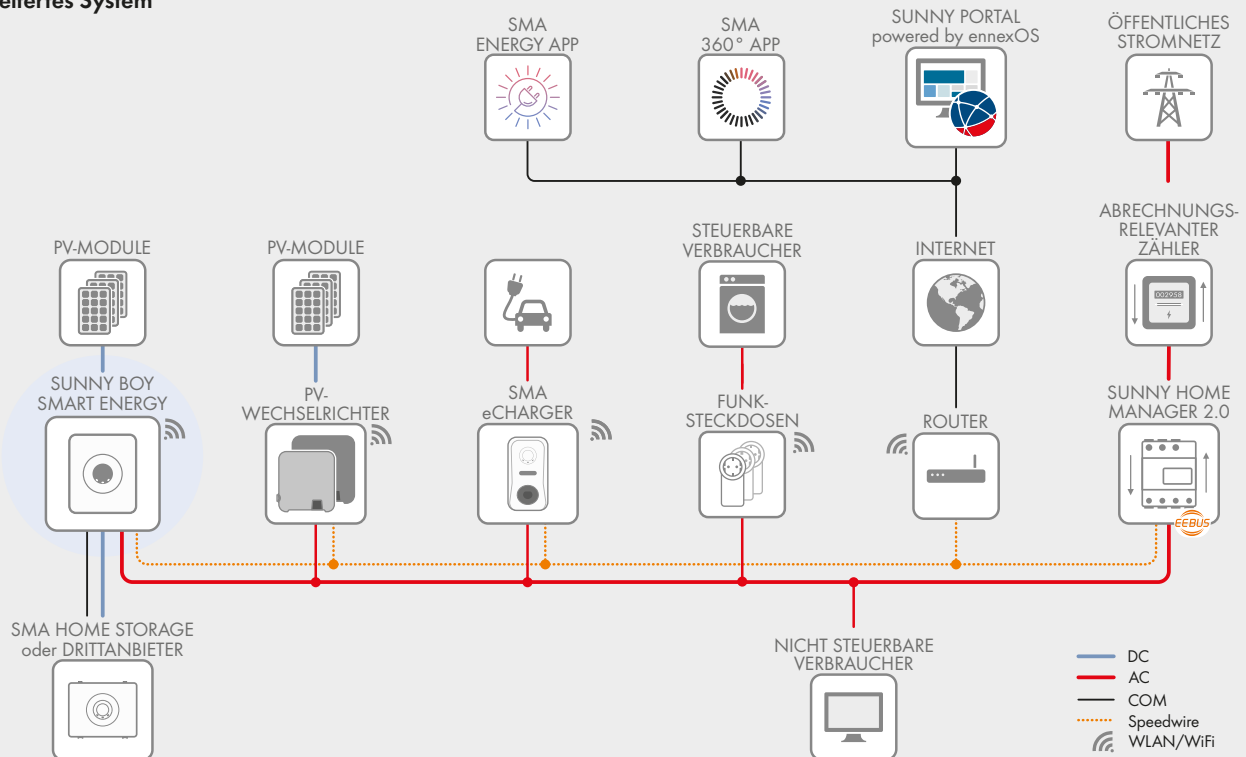 System
SMA
ENERGY APP
SMA
360° APP
SUNNY PORTAL
powered by ennexOS
ÖFFENTLICHES
STROMNETZ
PV-MODULE
PV-MODULE
STEUERBARE
VERBRAUCHER
INTERNET
ABRECHNUNGS-
RELEVANTER
ZÄHLER
003958
SUNNY BOY
SMART ENERGY
PV-
WECHSELRICHTER
SMA
eCHARGER
FUNK-
STECKDOSEN
ROUTER
SUNNY HOME
MANAGER 2.0
EEBUS
SMA HOME STORAGE
oder DRITTANBIETER
NICHT STEUERBARE
VERBRAUCHER
DC
AC
COM
Speedwire
WLAN/WiFi